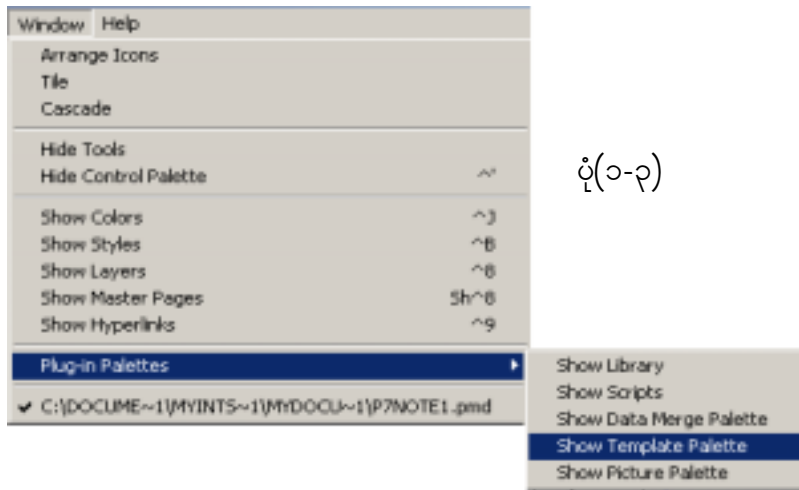 Window Help
Arrange Icons
Tile
Cascade
Hide Tools
Hide Control Palette ^'
ပုံ(၁-၃)
Show Colors ^J
Show Styles ^B
Show Layers ^8
Show Master Pages Sh^8
Show Hyperlinks ^9
Plug-in Palettes
Show Library
Show Scripts
✔ C:\DOCUME~1\MYINTS~1\MYDOCU~1\P7NOTE1.pmd
Show Data Merge Palette
Show Template Palette
Show Picture Palette